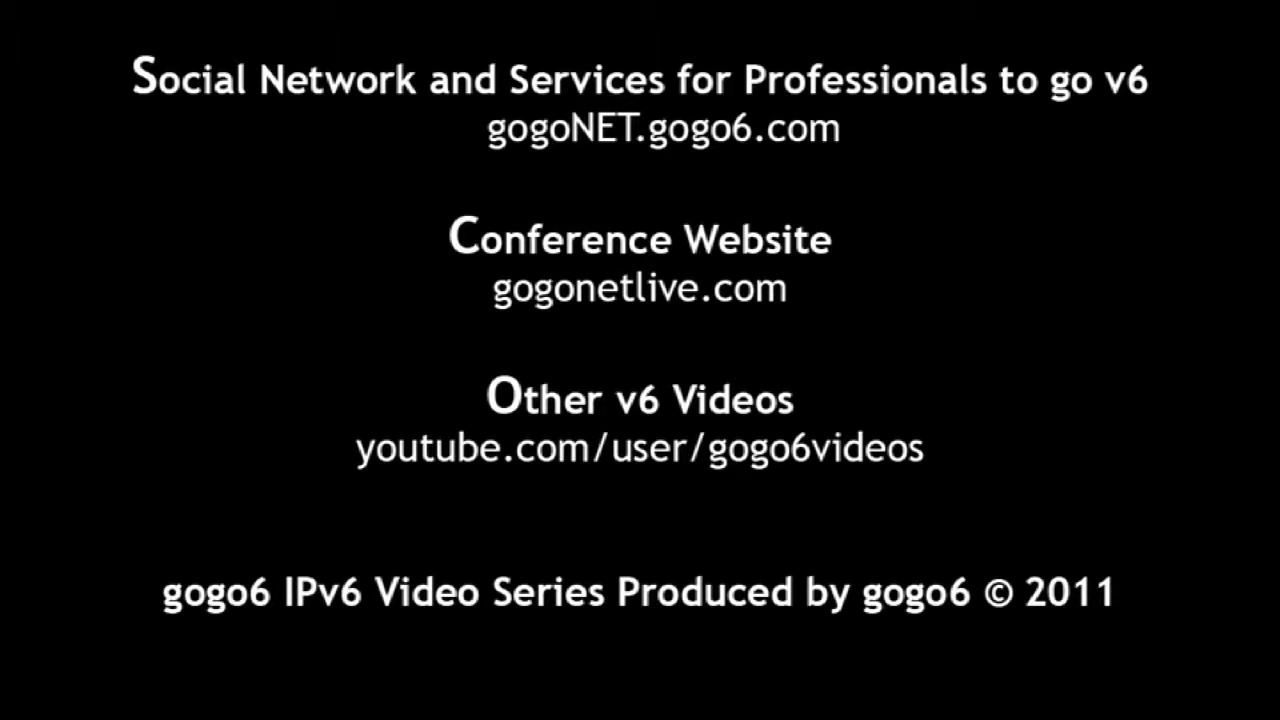 Social Network and Services for Professionals to go v6
gogoNET.gogo6.com
Conference Website
gogonetlive.com
Other v6 Videos
youtube.com/user/gogo6videos
gogo6 IPv6 Video Series Produced by gogo6 © 2011